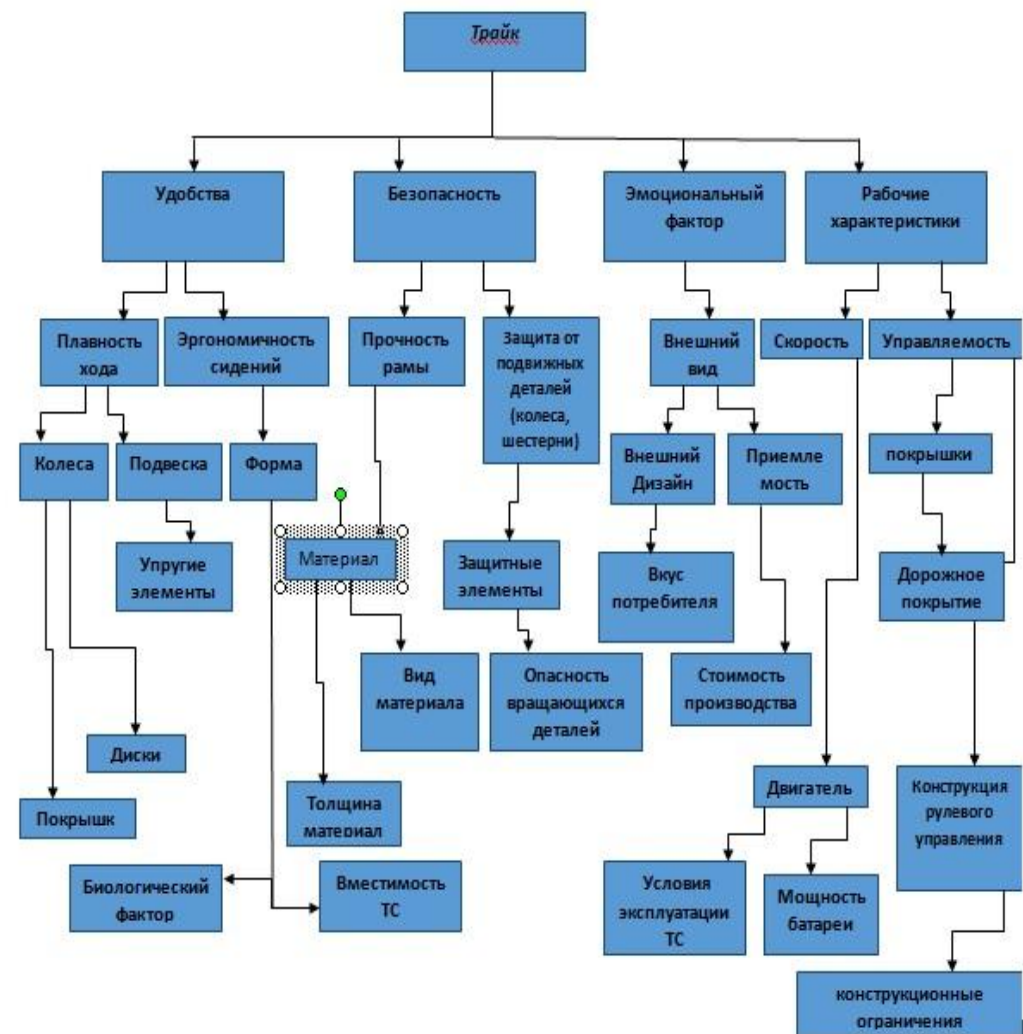 Трайк
Удобства
Безопасность
Эмоциональный
фактор
Рабочие
характеристики
Плавность
хода
Эргономичность
сидений
Прочность
рамы
Защита от
подвижных
деталей
(колеса,
шестерни)
Внешний
вид
Скорость
Управляемость
Колеса
Подвеска
Форма
Внешний
Дизайн
Приемле
мость
покрышки
Материал
Упругие
элементы
Защитные
элементы
Вкус
потребителя
Дорожное
покрытие
Вид
материала
Опасность
вращающихся
деталей
Стоимость
производства
Диски
Покрышк
Толщина
материал
Двигатель
Конструкция
рулевого
управления
Биологический
фактор
Вместимость
ТС
Условия
эксплуатации
ТС
Мощность
батареи
конструкционные
ограничения